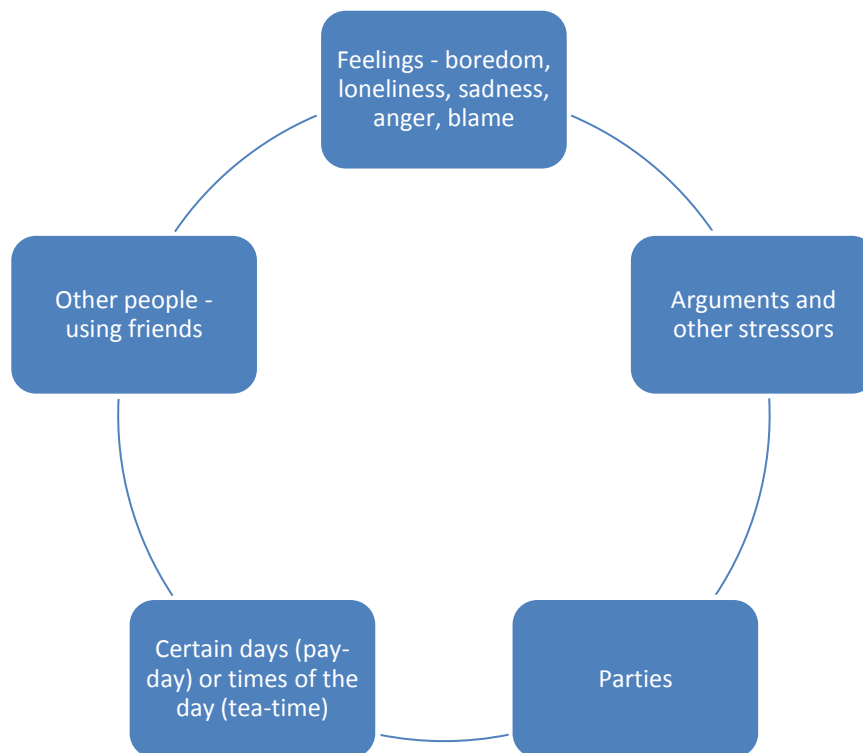 Feelings - boredom,
loneliness, sadness,
anger, blame
Arguments and
other stressors
Parties
Certain days (pay-
day) or times of the
day (tea-time)
Other people -
using friends